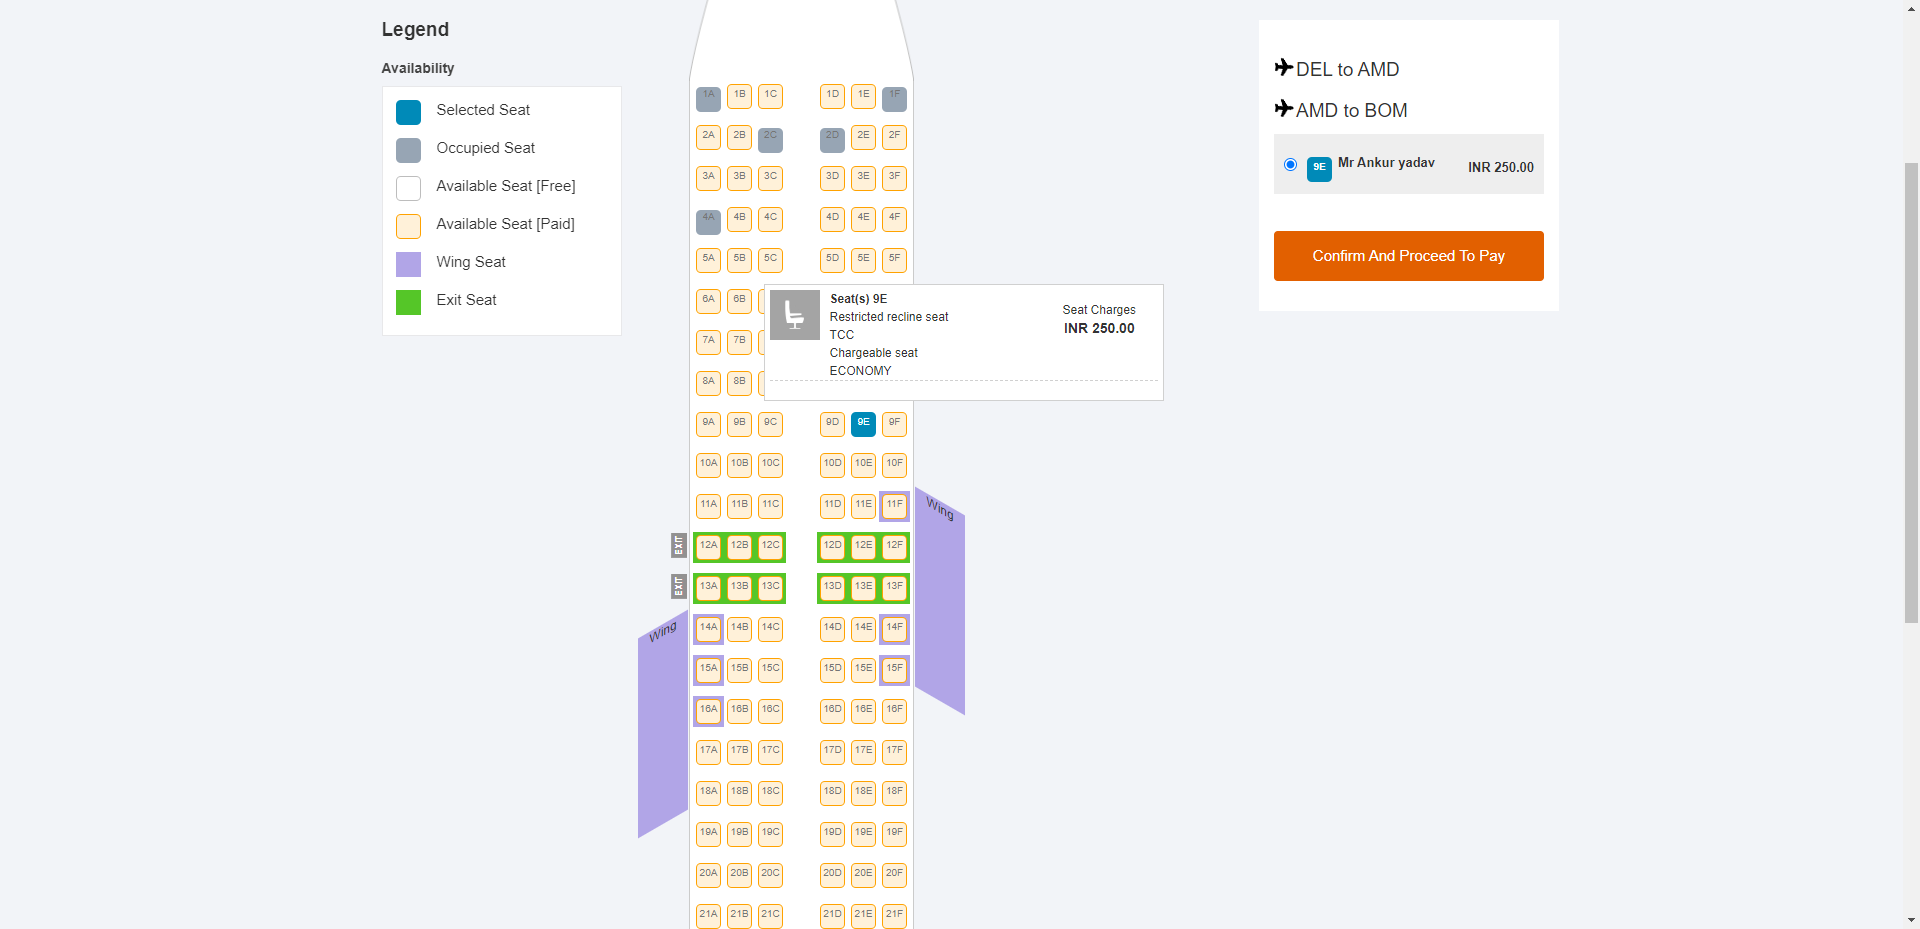 Legend
Availability
Selected Seat
Occupied Seat
Available Seat [Free]
Available Seat [Paid]
Wing Seat
Exit Seat
1A 1B 1C 1D 1E 1F
2A 2B 2C 2D 2E 2F
3A 3B 3C 3D 3E 3F
4A 4B 4C 4D 4E 4F
5A 5B 5C 5D 5E 5F
6A 6B
7A 7B
8A 8B
Seat(s) 9E
Restricted recline seat
TCC
Chargeable seat
ECONOMY
Seat Charges
INR 250.00
9A 9B 9C 9D 9E 9F
10A 10B 10C 10D 10E 10F
11A 11B 11C 11D 11E 11F
Wing
EXIT 12A 12B 12C 12D 12E 12F
EXIT 13A 13B 13C 13D 13E 13F
Wing
14A 14B 14C 14D 14E 14F
15A 15B 15C 15D 15E 15F
16A 16B 16C 16D 16E 16F
17A 17B 17C 17D 17E 17F
18A 18B 18C 18D 18E 18F
19A 19B 19C 19D 19E 19F
20A 20B 20C 20D 20E 20F
21A 21B 21C 21D 21E 21F
DEL to AMD
AMD to BOM
9E Mr Ankur yadav INR 250.00
Confirm And Proceed To Pay